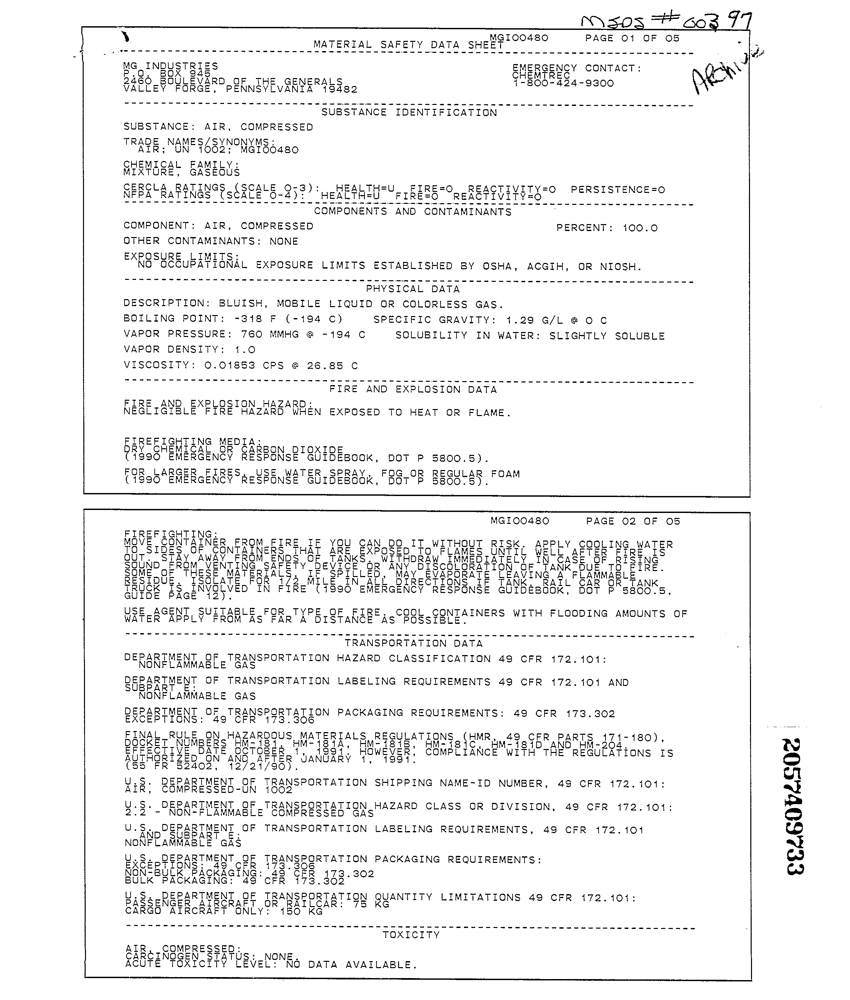 MSDS #00397
Archive
MGI00480 PAGE 01 OF 05
MATERIAL SAFETY DATA SHEET
MG INDUSTRIES
P.O. BOX 945
2460 BOULEVARD OF THE GENERALS
VALLEY FORGE, PENNSYLVANIA 19482
EMERGENCY CONTACT:
CHEMTREC
1-800-424-9300
SUBSTANCE IDENTIFICATION
SUBSTANCE: AIR, COMPRESSED
TRADE NAMES/SYNONYMS:
AIR; UN 1002; MGI00480
CHEMICAL FAMILY:
MIXTURE, GASEOUS
CERCLA RATINGS (SCALE 0-3): HEALTH=U FIRE=0 REACTIVITY=0 PERSISTENCE=0
NFPA RATINGS (SCALE 0-4): HEALTH=U FIRE=0 REACTIVITY=0
COMPONENTS AND CONTAMINANTS
COMPONENT: AIR, COMPRESSED PERCENT: 100.0
OTHER CONTAMINANTS: NONE
EXPOSURE LIMITS:
NO OCCUPATIONAL EXPOSURE LIMITS ESTABLISHED BY OSHA, ACGIH, OR NIOSH.
PHYSICAL DATA
DESCRIPTION: BLUISH, MOBILE LIQUID OR COLORLESS GAS.
BOILING POINT: -318 F (-194 C) SPECIFIC GRAVITY: 1.29 G/L @ 0 C
VAPOR PRESSURE: 760 MMHG @ -194 C SOLUBILITY IN WATER: SLIGHTLY SOLUBLE
VAPOR DENSITY: 1.0
VISCOSITY: 0.01853 CPS @ 26.85 C
FIRE AND EXPLOSION DATA
FIRE AND EXPLOSION HAZARD:
NEGLIGIBLE FIRE HAZARD WHEN EXPOSED TO HEAT OR FLAME.
FIREFIGHTING MEDIA:
DRY CHEMICAL OR CARBON DIOXIDE
(1990 EMERGENCY RESPONSE GUIDEBOOK, DOT P 5800.5).
FOR LARGER FIRES, USE WATER SPRAY, FOG OR REGULAR FOAM
(1990 EMERGENCY RESPONSE GUIDEBOOK, DOT P 5800.5).
MGI00480 PAGE 02 OF 05
FIREFIGHTING:
MOVE CONTAINER FROM FIRE IF YOU CAN DO IT WITHOUT RISK. APPLY COOLING WATER
TO SIDES OF CONTAINERS THAT ARE EXPOSED TO FLAMES UNTIL WELL AFTER FIRE IS
OUT. STAY AWAY FROM ENDS OF TANKS. WITHDRAW IMMEDIATELY IN CASE OF RISING
SOUND FROM VENTING SAFETY DEVICE OR ANY DISCOLORATION OF TANK DUE TO FIRE.
SOME OF THESE MATERIALS, IF SPILLED, MAY EVAPORATE LEAVING A FLAMMABLE
RESIDUE. ISOLATE FOR 1/2 MILE IN ALL DIRECTIONS IF TANK, RAIL CAR OR TANK
TRUCK IS INVOLVED IN FIRE (1990 EMERGENCY RESPONSE GUIDEBOOK, DOT P 5800.5,
GUIDE PAGE 12).
USE AGENT SUITABLE FOR TYPE OF FIRE. COOL CONTAINERS WITH FLOODING AMOUNTS OF
WATER APPLY FROM AS FAR A DISTANCE AS POSSIBLE.
TRANSPORTATION DATA
DEPARTMENT OF TRANSPORTATION HAZARD CLASSIFICATION 49 CFR 172.101:
NONFLAMMABLE GAS
DEPARTMENT OF TRANSPORTATION LABELING REQUIREMENTS 49 CFR 172.101 AND
SUBPART E:
NONFLAMMABLE GAS
DEPARTMENT OF TRANSPORTATION PACKAGING REQUIREMENTS: 49 CFR 173.302
EXCEPTIONS: 49 CFR 173.306
FINAL RULE ON HAZARDOUS MATERIALS REGULATIONS (HMR, 49 CFR PARTS 171-180),
DOCKET NUMBERS HM-181, HM-181A, HM-181B, HM-181C, HM-181D AND HM-204.
EFFECTIVE DATE OCTOBER 1, 1991. HOWEVER, COMPLIANCE WITH THE REGULATIONS IS
AUTHORIZED ON AND AFTER JANUARY 1, 1991.
(55 FR 52402, 12/21/90).
U.S. DEPARTMENT OF TRANSPORTATION SHIPPING NAME-ID NUMBER, 49 CFR 172.101:
AIR, COMPRESSED-UN 1002
U.S. DEPARTMENT OF TRANSPORTATION HAZARD CLASS OR DIVISION, 49 CFR 172.101:
2.2 - NON-FLAMMABLE COMPRESSED GAS
U.S. DEPARTMENT OF TRANSPORTATION LABELING REQUIREMENTS, 49 CFR 172.101
AND SUBPART E:
NONFLAMMABLE GAS
U.S. DEPARTMENT OF TRANSPORTATION PACKAGING REQUIREMENTS:
EXCEPTIONS: 49 CFR 173.306
NON-BULK PACKAGING: 49 CFR 173.302
BULK PACKAGING: 49 CFR 173.302
U.S. DEPARTMENT OF TRANSPORTATION QUANTITY LIMITATIONS 49 CFR 172.101:
PASSENGER AIRCRAFT OR RAILCAR: 75 KG
CARGO AIRCRAFT ONLY: 150 KG
TOXICITY
AIR, COMPRESSED:
CARCINOGEN STATUS: NONE.
ACUTE TOXICITY LEVEL: NO DATA AVAILABLE.
2057409733